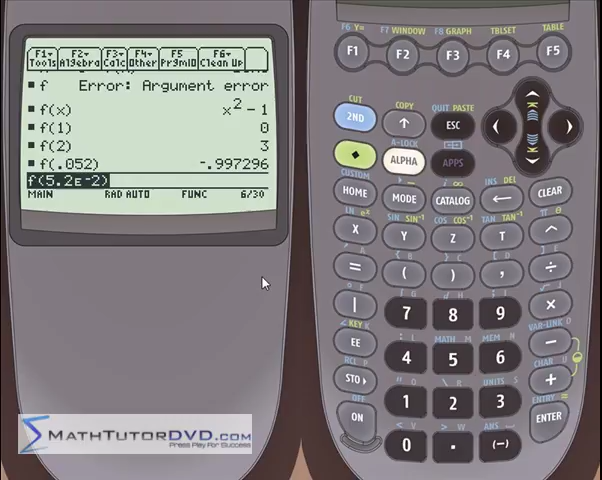 F1 F2 F3 F4 F5 F6
Tools Algebra Calc Other PrgmIO Clean Up
f Error: Argument error
f(x) x² - 1
f(1) 0
f(2) 3
f(.052) -.997296
f(5.2E-2)
MAIN RAD AUTO FUNC 6/30
MATHTUTORDVD.COM
Press Play For Success
F6 Y= F7 WINDOW F8 GRAPH TBLSET TABLE
F1 F2 F3 F4 F5
CUT COPY QUIT PASTE
2ND ESC
A-LOCK
ALPHA APPS
CUSTOM INS DEL
HOME MODE CATALOG CLEAR
LN eˣ SIN SIN⁻¹ COS COS⁻¹ TAN TAN⁻¹ π θ
X Y Z T ^
= ( ) , ÷
| 7 8 9 ×
KEY K MATH M MEM N VAR-LINK
EE 4 5 6 −
RCL P UNITS S CHAR U
STO▸ 1 2 3 +
OFF ENTRY
ON 0 . (−) ENTER
ANS